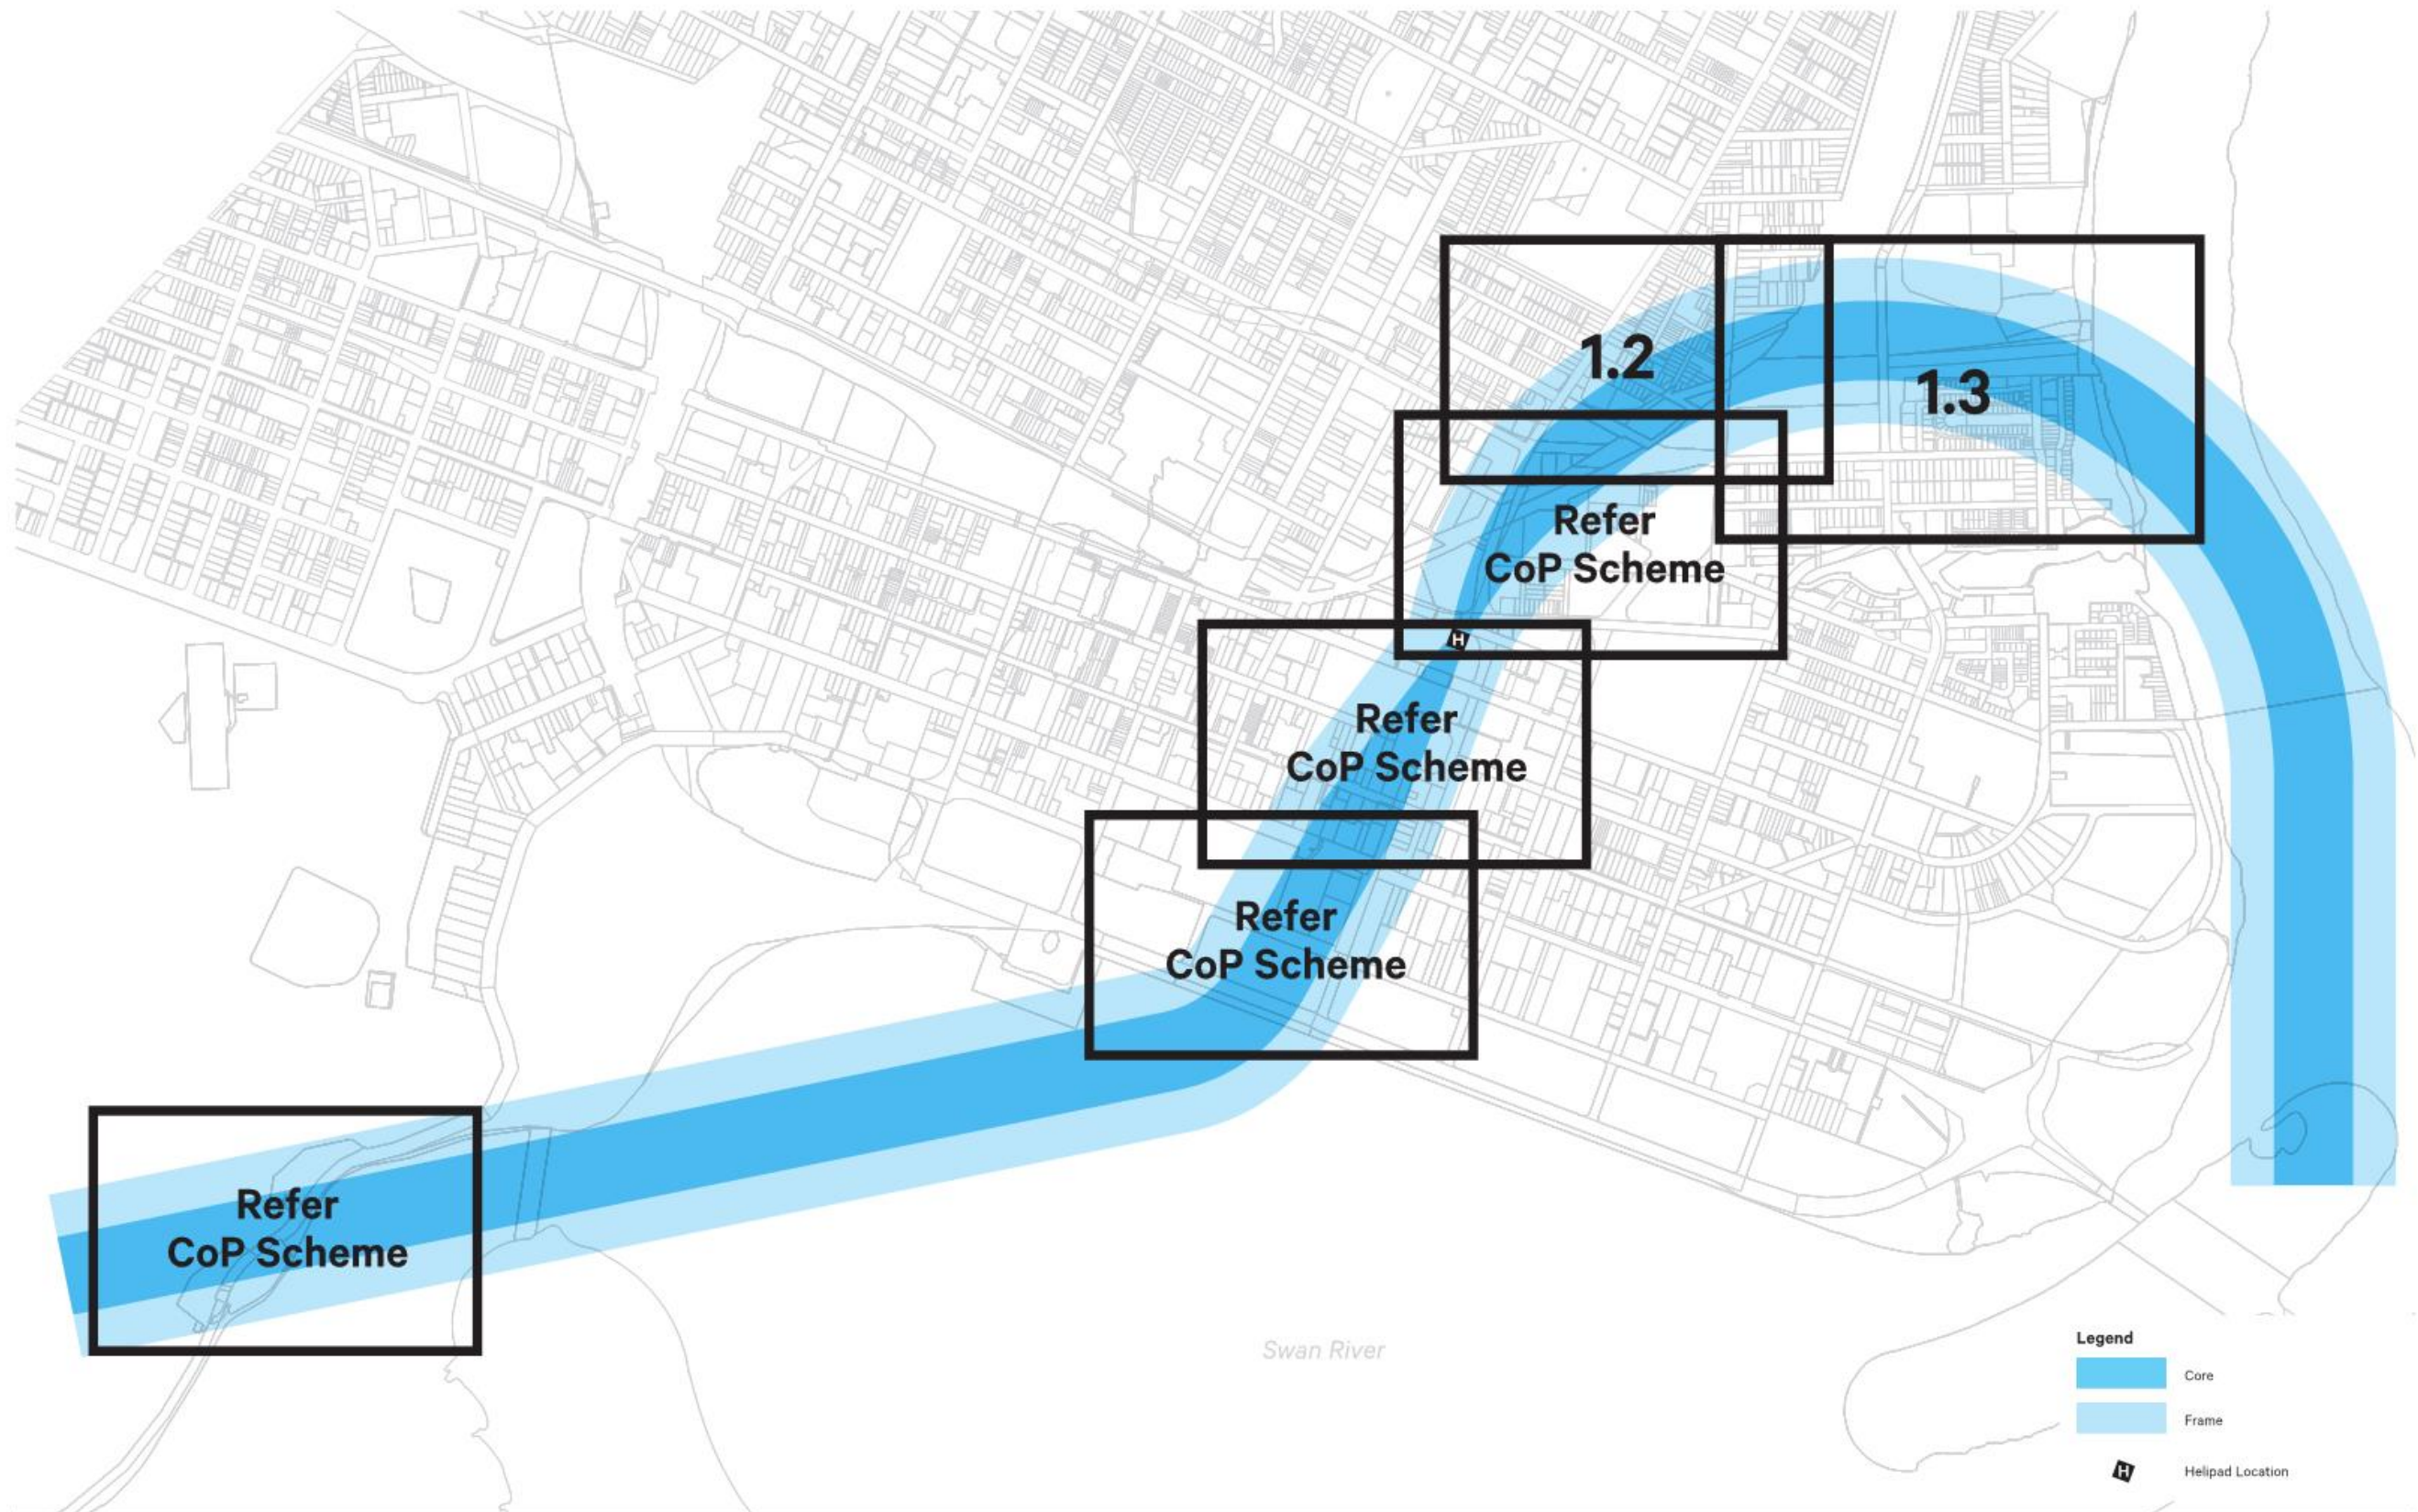 1.2
1.3
Refer
CoP Scheme
H
Refer
CoP Scheme
Refer
CoP Scheme
Refer
CoP Scheme
Swan River
Legend
Core
Frame
H
Helipad Location